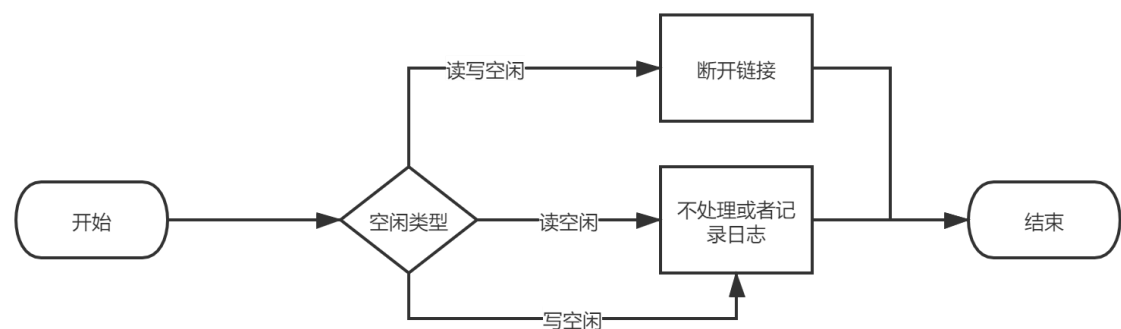 读写空闲
断开链接
开始
空闲类型
读空闲
不处理或者记
录日志
结束
写空闲